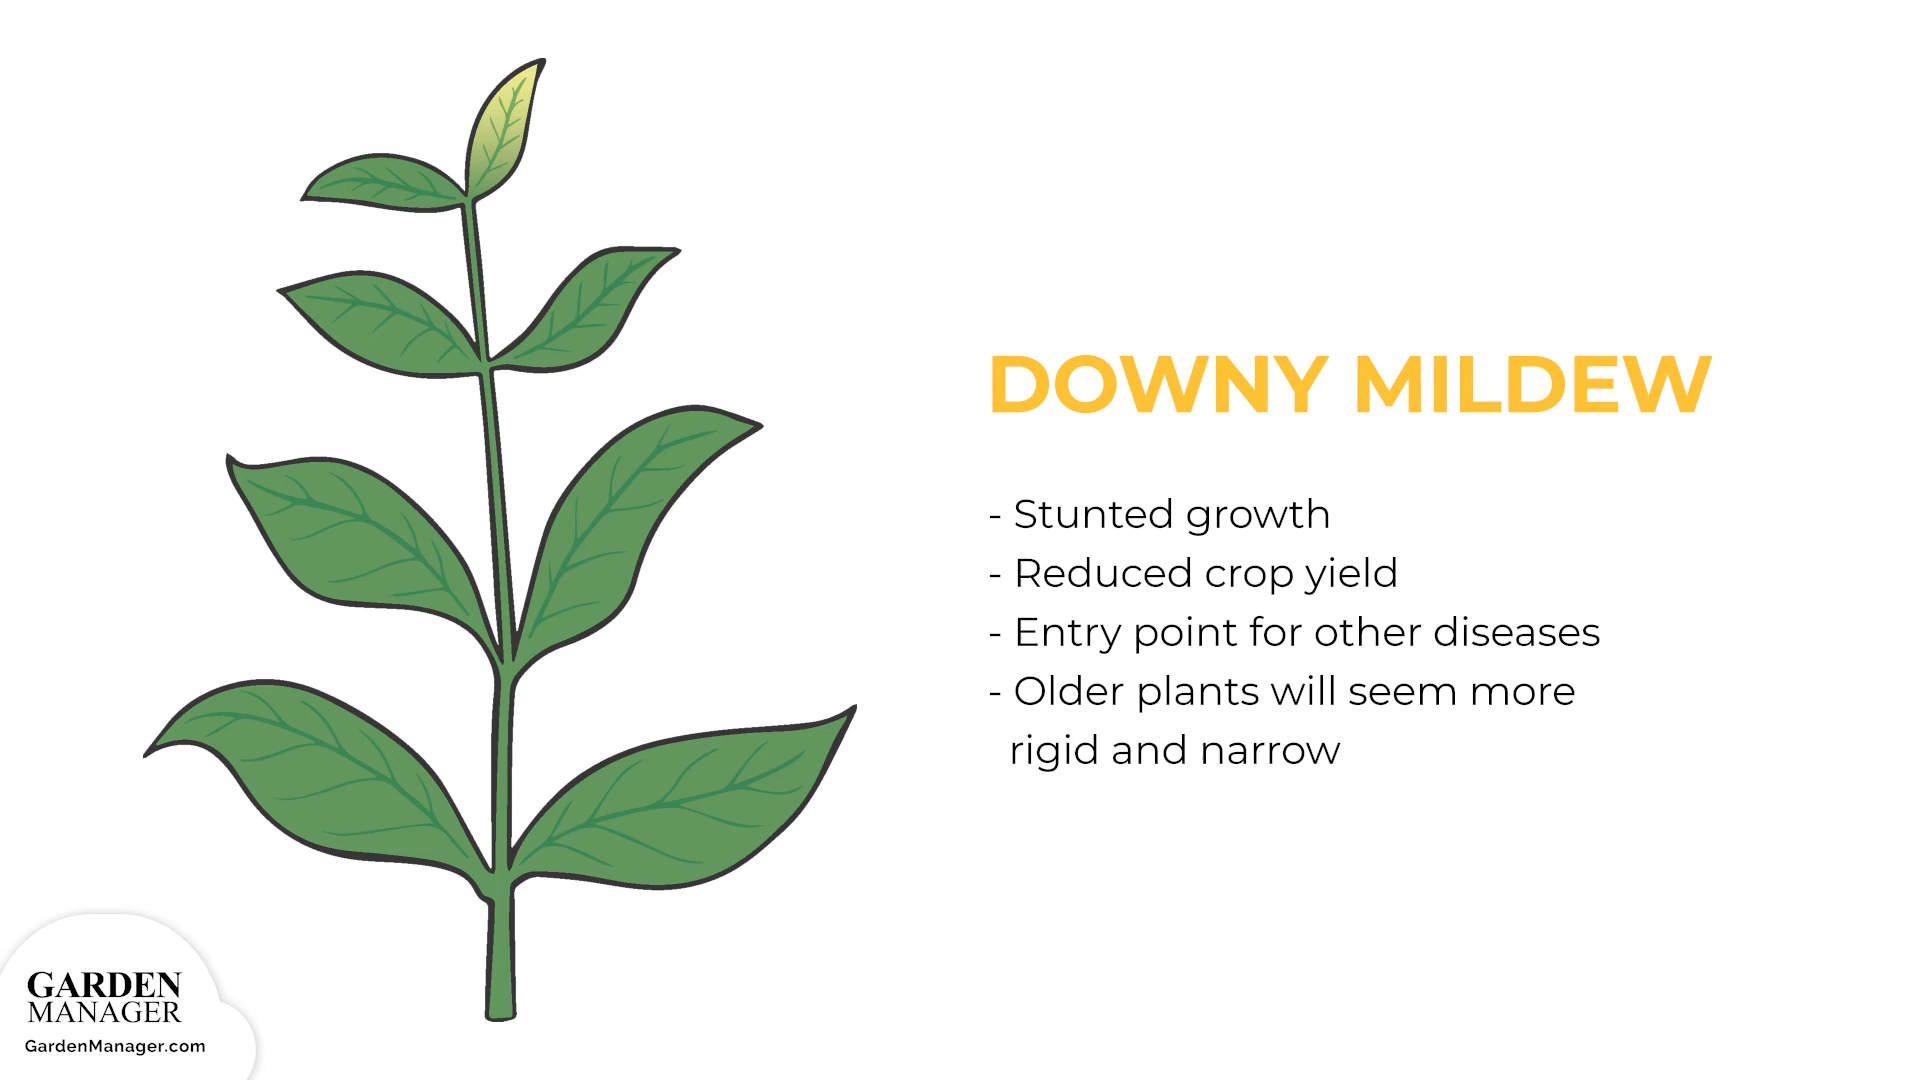 DOWNY MILDEW
- Stunted growth
- Reduced crop yield
- Entry point for other diseases
- Older plants will seem more
rigid and narrow
GARDEN
MANAGER
GardenManager.com